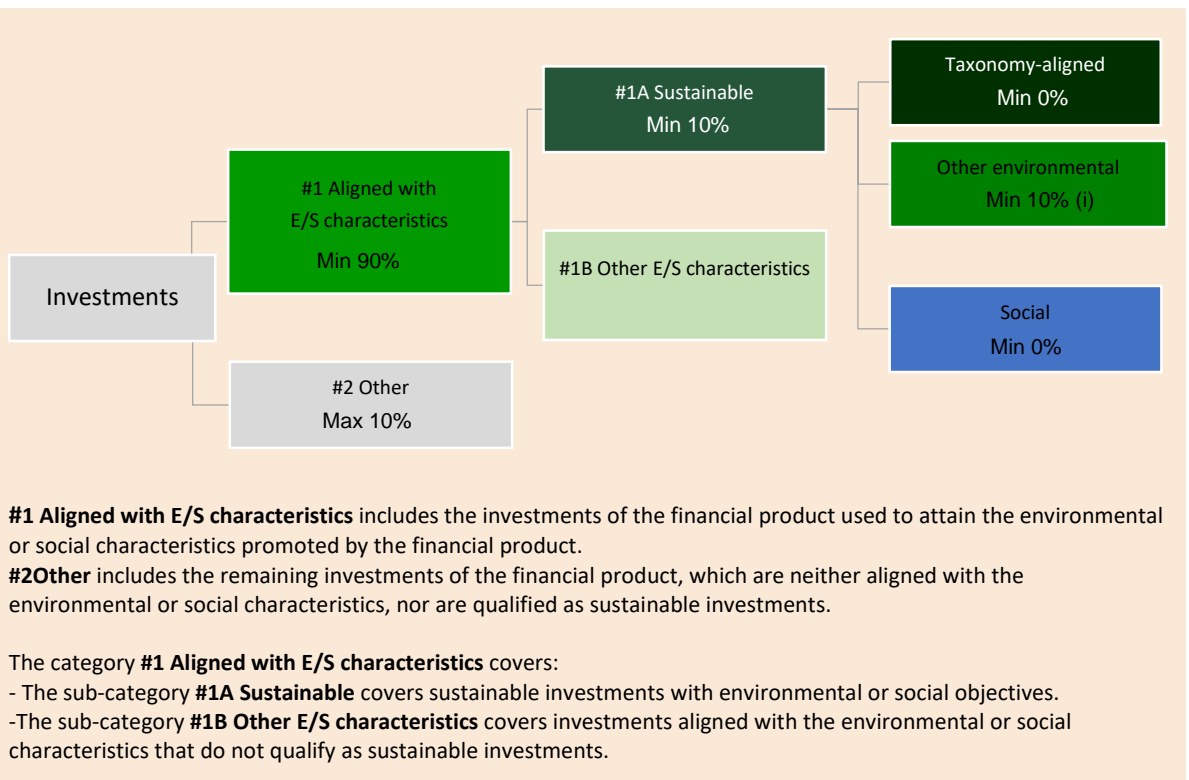 Investments
#1 Aligned with
E/S characteristics
Min 90%
#2 Other
Max 10%
#1A Sustainable
Min 10%
#1B Other E/S characteristics
Taxonomy-aligned
Min 0%
Other environmental
Min 10% (i)
Social
Min 0%
#1 Aligned with E/S characteristics includes the investments of the financial product used to attain the environmental
or social characteristics promoted by the financial product.
#2Other includes the remaining investments of the financial product, which are neither aligned with the
environmental or social characteristics, nor are qualified as sustainable investments.
The category #1 Aligned with E/S characteristics covers:
- The sub-category #1A Sustainable covers sustainable investments with environmental or social objectives.
-The sub-category #1B Other E/S characteristics covers investments aligned with the environmental or social
characteristics that do not qualify as sustainable investments.